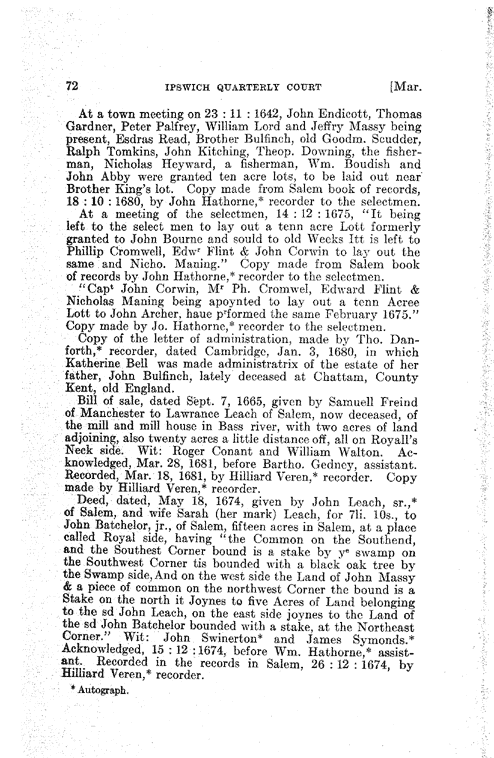 72 IPSWICH QUARTERLY COURT [Mar.
At a town meeting on 23 : 11 : 1642, John Endicott, Thomas
Gardner, Peter Palfrey, William Lord and Jeffry Massy being
present, Esdras Read, Brother Bulfinch, old Goodm. Scudder,
Ralph Tomkins, John Kitching, Theop. Downing, the fisher-
man, Nicholas Heyward, a fisherman, Wm. Boudish and
John Abby were granted ten acre lots, to be laid out near
Brother King's lot. Copy made from Salem book of records,
18 : 10 : 1680, by John Hathorne,* recorder to the selectmen.
At a meeting of the selectmen, 14 : 12 : 1675, "It being
left to the select men to lay out a tenn acre Lott formerly
granted to John Bourne and sould to old Weeks Itt is left to
Phillip Cromwell, Edwʳ Flint & John Corwin to lay out the
same and Nicho. Maning." Copy made from Salem book
of records by John Hathorne,* recorder to the selectmen.
"Capᵗ John Corwin, Mʳ Ph. Cromwel, Edward Flint &
Nicholas Maning being apoynted to lay out a tenn Acree
Lott to John Archer, haue pʳformed the same February 1675."
Copy made by Jo. Hathorne,* recorder to the selectmen.
Copy of the letter of administration, made by Tho. Dan-
forth,* recorder, dated Cambridge, Jan. 3, 1680, in which
Katherine Bell was made administratrix of the estate of her
father, John Bulfinch, lately deceased at Chattam, County
Kent, old England.
Bill of sale, dated Sept. 7, 1665, given by Samuell Freind
of Manchester to Lawrance Leach of Salem, now deceased, of
the mill and mill house in Bass river, with two acres of land
adjoining, also twenty acres a little distance off, all on Royall's
Neck side. Wit: Roger Conant and William Walton. Ac-
knowledged, Mar. 28, 1681, before Bartho. Gedney, assistant.
Recorded, Mar. 18, 1681, by Hilliard Veren,* recorder. Copy
made by Hilliard Veren,* recorder.
Deed, dated, May 18, 1674, given by John Leach, sr.,*
of Salem, and wife Sarah (her mark) Leach, for 7li. 10s., to
John Batchelor, jr., of Salem, fifteen acres in Salem, at a place
called Royal side, having "the Common on the Southend,
and the Southest Corner bound is a stake by yᵉ swamp on
the Southwest Corner tis bounded with a black oak tree by
the Swamp side, And on the west side the Land of John Massy
& a piece of common on the northwest Corner the bound is a
Stake on the north it Joynes to five Acres of Land belonging
to the sd John Leach, on the east side joynes to the Land of
the sd John Batchelor bounded with a stake, at the Northeast
Corner." Wit: John Swinerton* and James Symonds.*
Acknowledged, 15 : 12 : 1674, before Wm. Hathorne,* assist-
ant. Recorded in the records in Salem, 26 : 12 : 1674, by
Hilliard Veren,* recorder.
* Autograph.